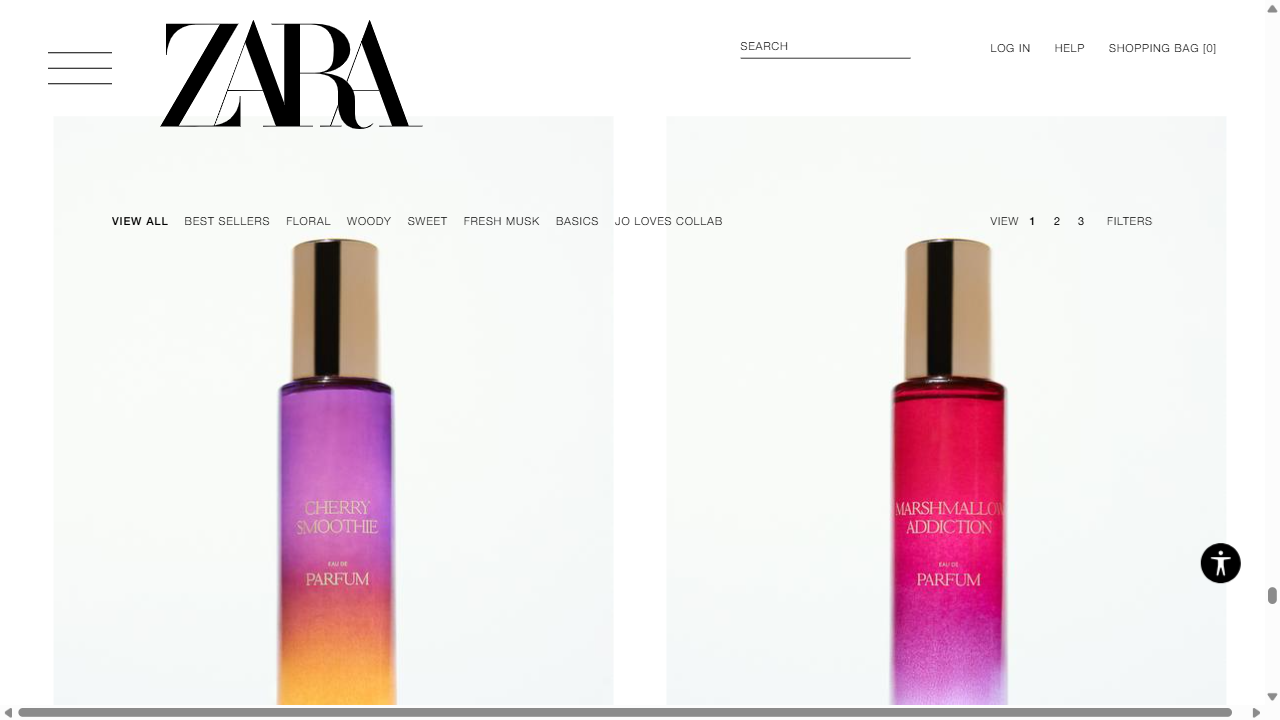 ZARA
SEARCH
LOG IN
HELP
SHOPPING BAG [0]
VIEW ALL
BEST SELLERS
FLORAL
WOODY
SWEET
FRESH MUSK
BASICS
JO LOVES COLLAB
VIEW
1
2
3
FILTERS
CHERRY
SMOOTHIE
EAU DE
PARFUM
MARSHMALLOW
ADDICTION
EAU DE
PARFUM